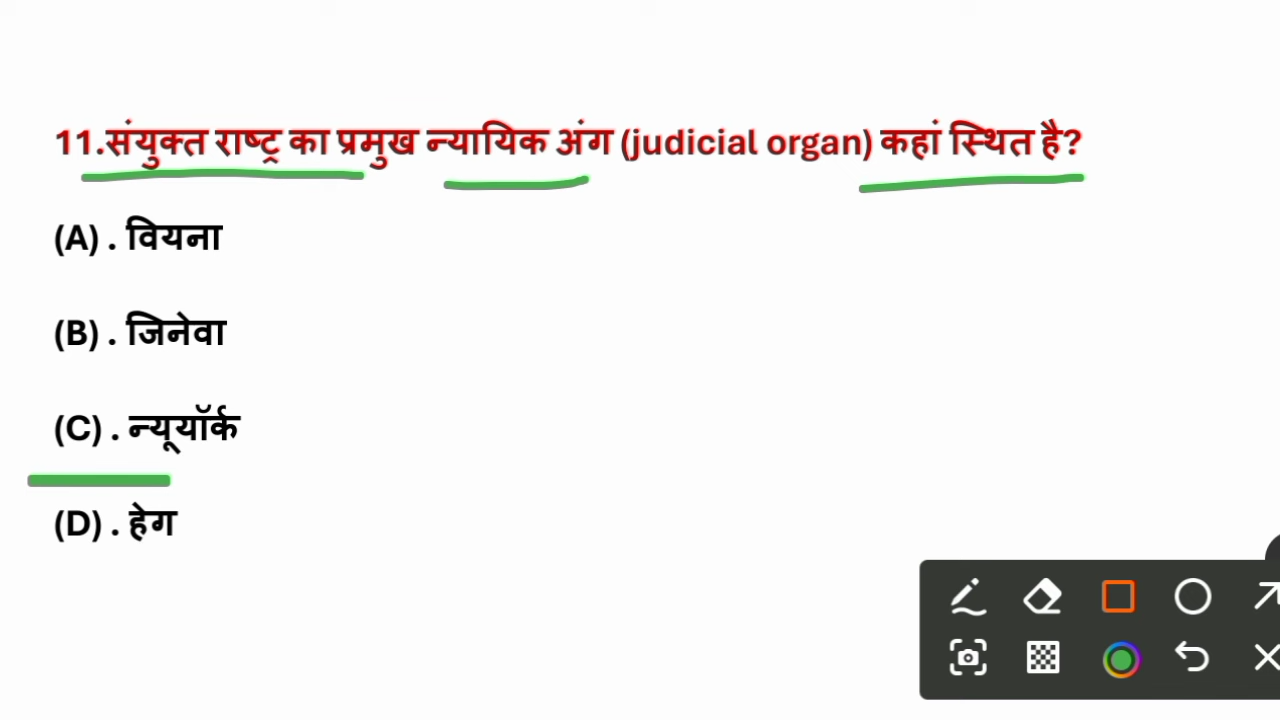 11.संयुक्त राष्ट्र का प्रमुख न्यायिक अंग (judicial organ) कहां स्थित है?
(A) . वियना
(B) . जिनेवा
(C) . न्यूयॉर्क
(D) . हेग